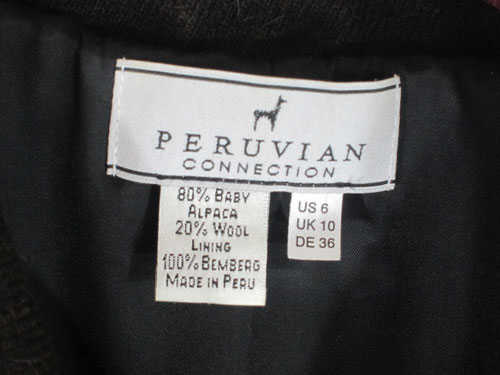 PERUVIAN
CONNECTION
80% BABY
ALPACA
20% WOOL
LINING
100% BEMBERG
MADE IN PERU
US 6
UK 10
DE 36